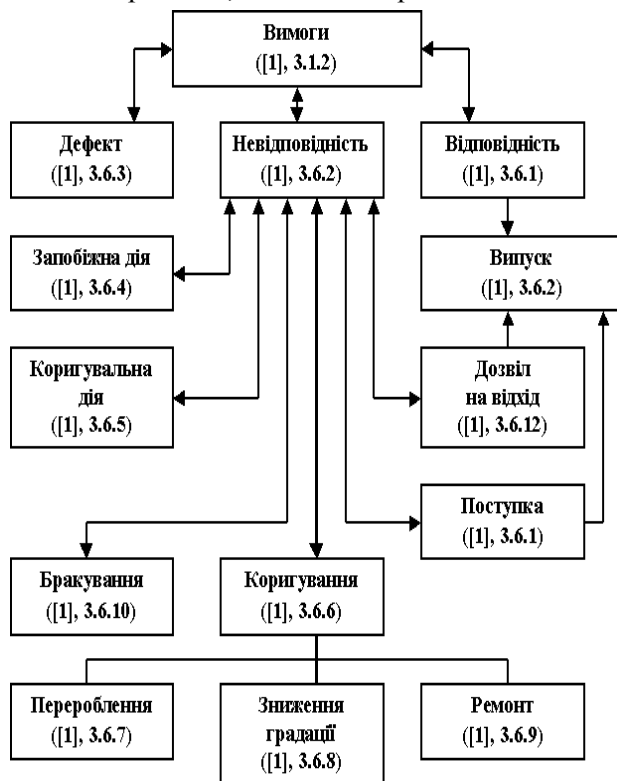 Вимоги
([1], 3.1.2)
Дефект
([1], 3.6.3)
Невідповідність
([1], 3.6.2)
Відповідність
([1], 3.6.1)
Запобіжна дія
([1], 3.6.4)
Випуск
([1], 3.6.2)
Коригувальна
дія
([1], 3.6.5)
Дозвіл
на відхід
([1], 3.6.12)
Поступка
([1], 3.6.1)
Бракування
([1], 3.6.10)
Коригування
([1], 3.6.6)
Перероблення
([1], 3.6.7)
Зниження
градації
([1], 3.6.8)
Ремонт
([1], 3.6.9)